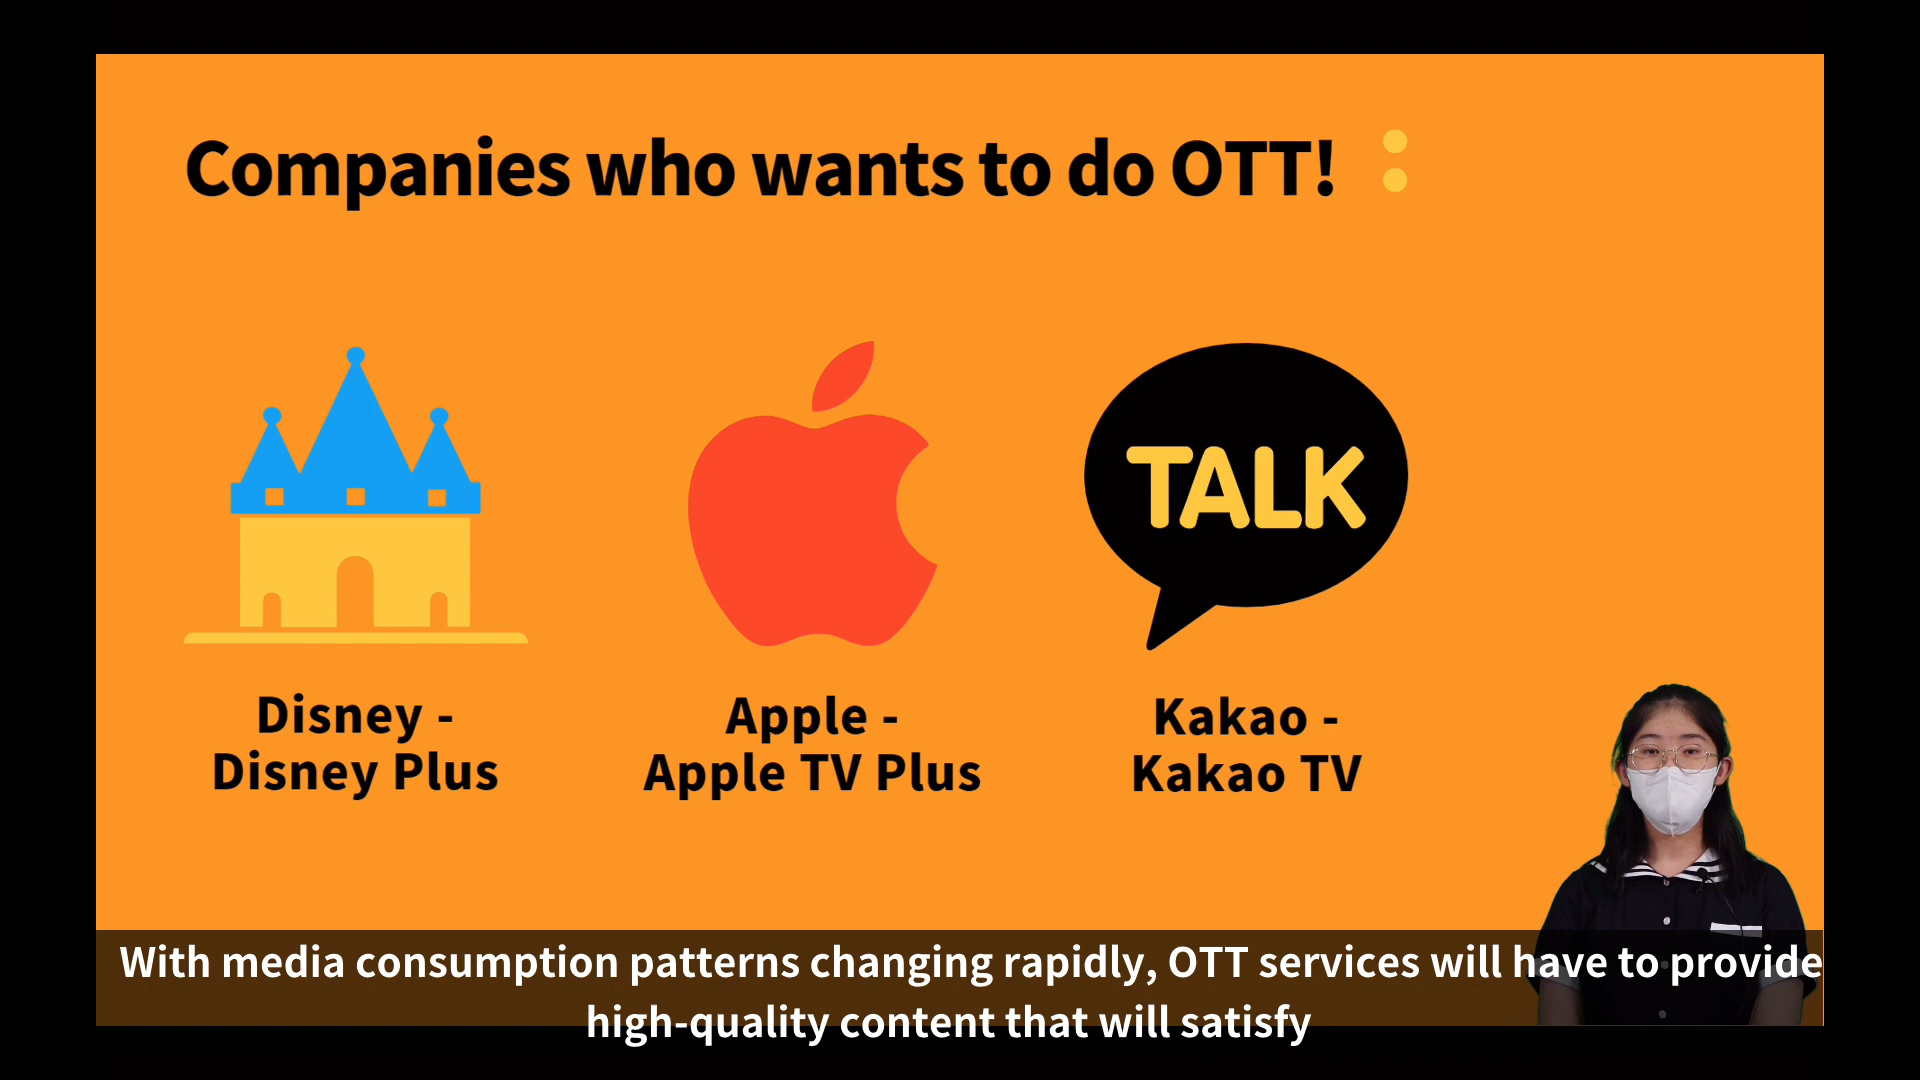 Companies who wants to do OTT!
TALK
Disney -
Disney Plus
Apple -
Apple TV Plus
Kakao -
Kakao TV
With media consumption patterns changing rapidly, OTT services will have to provide
high-quality content that will satisfy